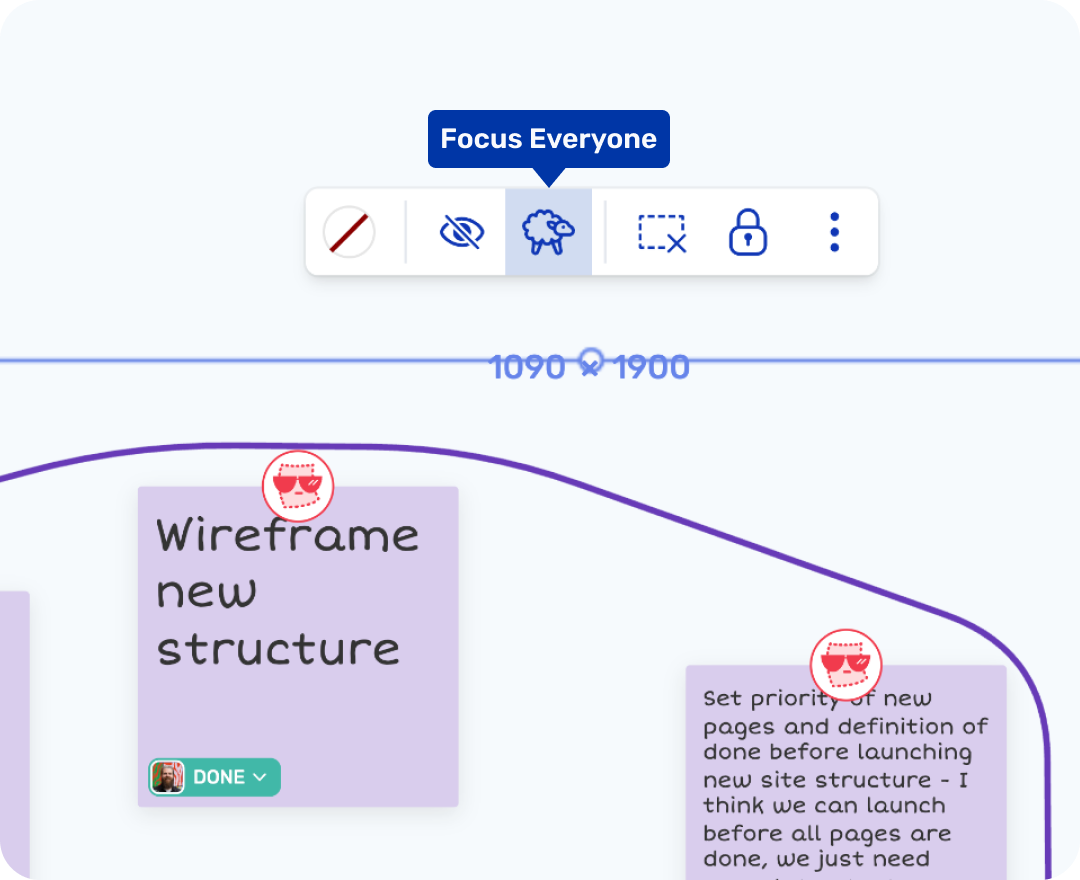 Focus Everyone
1090 × 1900
Wireframe
new
structure
DONE
Set priority of new
pages and definition of
done before launching
new site structure - I
think we can launch
before all pages are
done, we just need